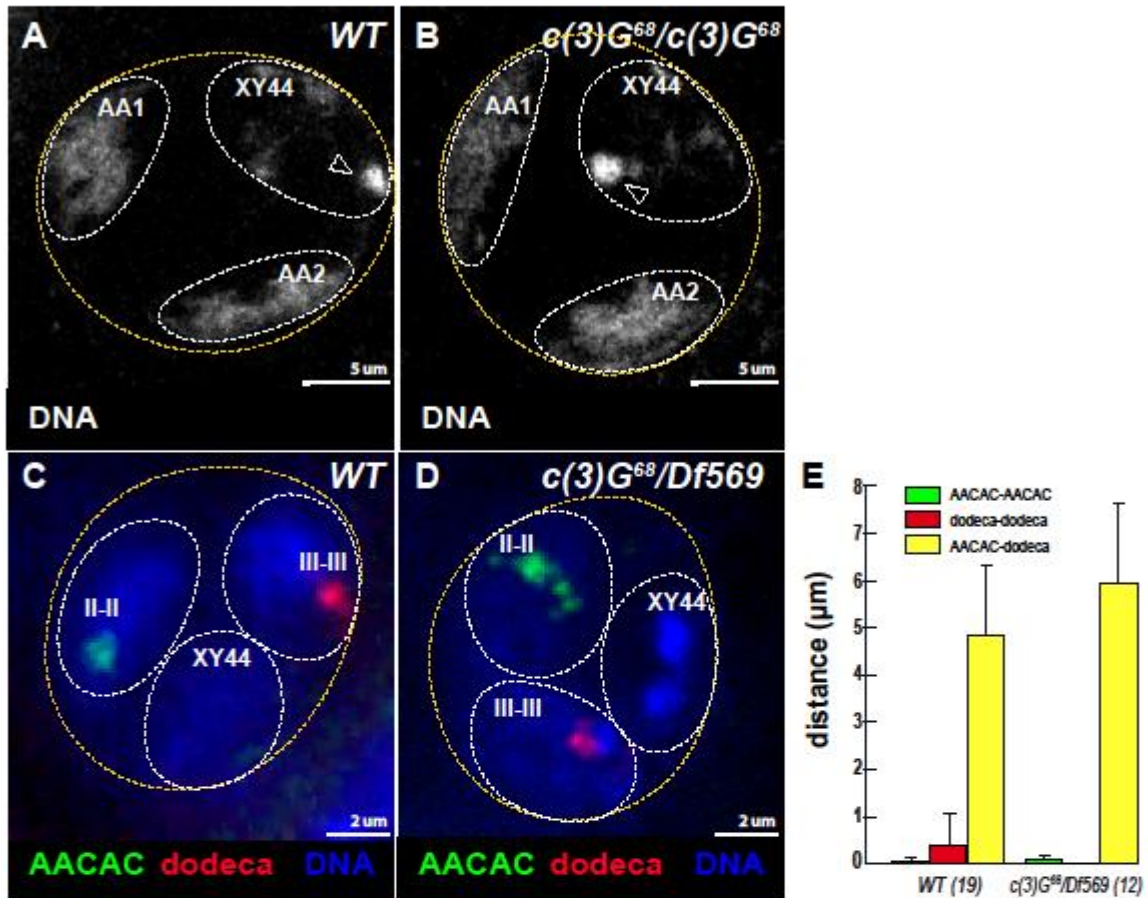 A WT
AA1
XY44
AA2
5 um
DNA
B c(3)G⁶⁸/c(3)G⁶⁸
AA1
XY44
AA2
5 um
DNA
C WT
II-II
III-III
XY44
2 um
AACAC dodeca DNA
D c(3)G⁶⁸/Df569
II-II
XY44
III-III
2 um
AACAC dodeca DNA
E
AACAC-AACAC
dodeca-dodeca
AACAC-dodeca
distance (µm)
8
7
6
5
4
3
2
1
0
WT (19) c(3)G⁶⁸/Df569 (12)